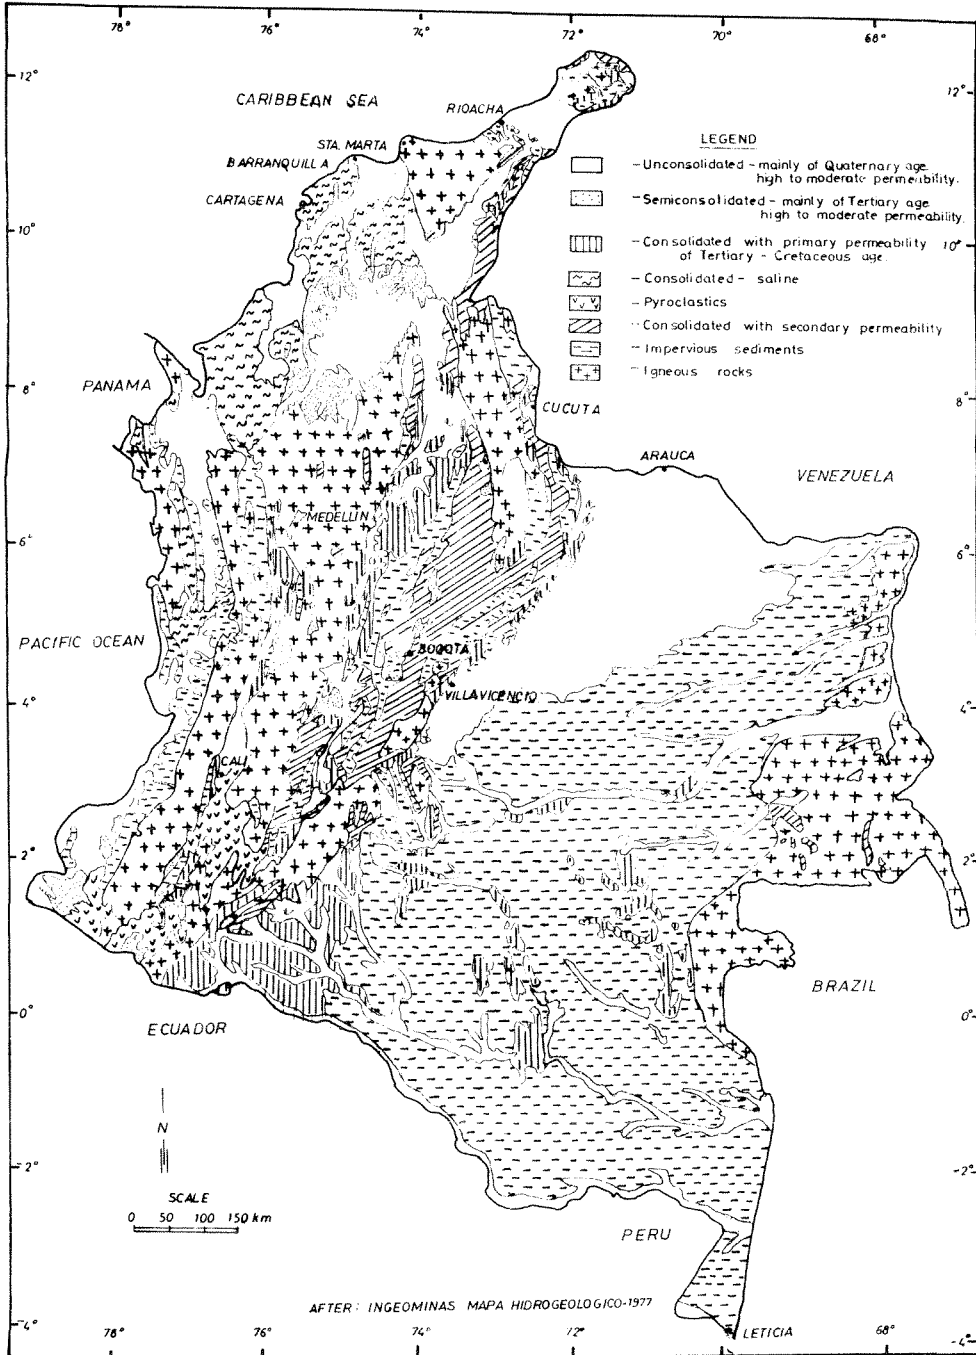 78° 76° 74° 72° 70° 68°
12° 12°
CARIBBEAN SEA
RIOACHA
STA. MARTA
BARRANQUILLA
CARTAGENA
LEGEND
- Unconsolidated - mainly of Quaternary age
high to moderate permeability.
- Semiconsolidated - mainly of Tertiary age
high to moderate permeability.
- Consolidated with primary permeability
of Tertiary - Cretaceous age.
- Consolidated - saline
- Pyroclastics
- Consolidated with secondary permeability
- Impervious sediments
- Igneous rocks
10° 10°
PANAMA
8° 8°
CUCUTA
ARAUCA
VENEZUELA
MEDELLIN
6° 6°
PACIFIC OCEAN
BOGOTA
VILLAVICENCIO
4° 4°
CALI
2° 2°
BRAZIL
0° 0°
ECUADOR
N
-2° -2°
SCALE
0 50 100 150 km
PERU
AFTER: INGEOMINAS MAPA HIDROGEOLOGICO-1977
LETICIA
-4° -4°
78° 76° 74° 72° 68°